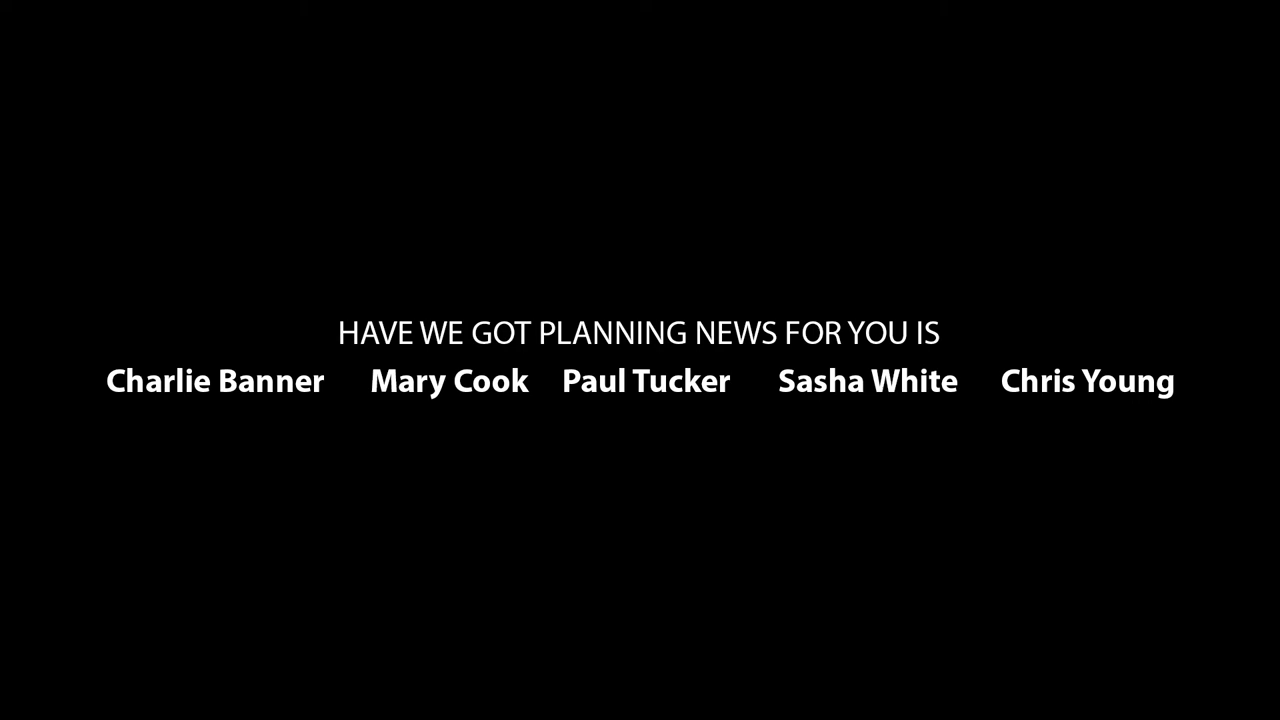 HAVE WE GOT PLANNING NEWS FOR YOU IS
Charlie Banner Mary Cook Paul Tucker Sasha White Chris Young